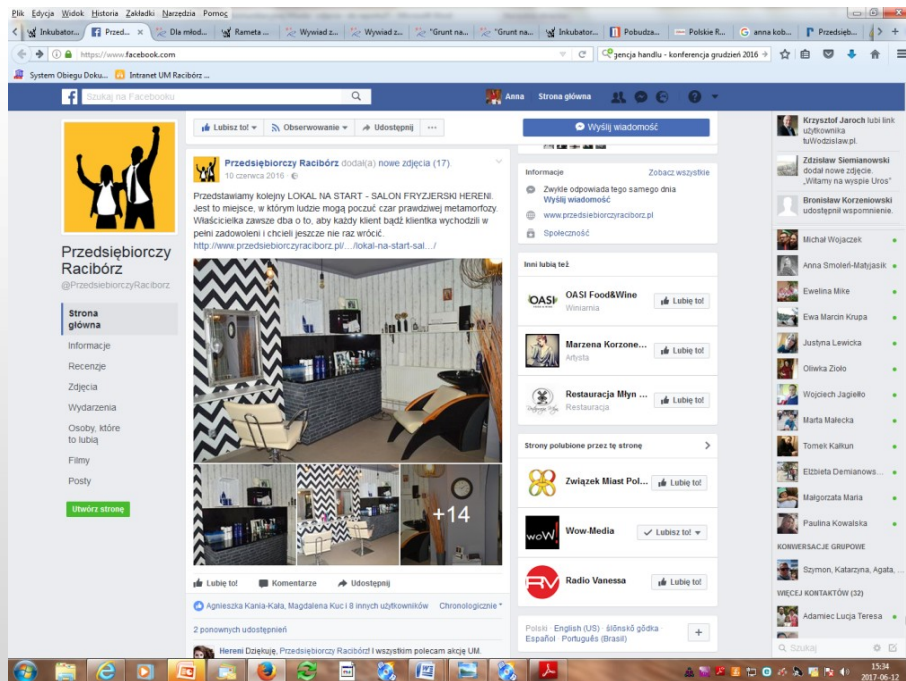 Plik Edycja Widok Historia Zakładki Narzędzia Pomoc
Inkubator... Przed... Dla młod... Rameta ... Wywiad z... Wywiad z... "Grunt na... "Grunt na... Inkubator... Pobudza... Polskie R... anna kob... Przedsięb...
https://www.facebook.com
gencja handlu - konferencja grudzień 2016
System Obiegu Doku... Intranet UM Racibórz ...
Szukaj na Facebooku
Anna Strona główna
Lubisz to! Obserwowanie Udostępnij ...
Wyślij wiadomość
Przedsiębiorczy Racibórz
@PrzedsiebiorczyRaciborz
Strona główna
Informacje
Recenzje
Zdjęcia
Wydarzenia
Osoby, które
to lubią
Filmy
Posty
Utwórz stronę
Przedsiębiorczy Racibórz dodał(a) nowe zdjęcia (17)
10 czerwca 2016
Przedstawiamy kolejny LOKAL NA START - SALON FRYZJERSKI HERENI.
Jest to miejsce, w którym ludzie mogą poczuć czar prawdziwej metamorfozy.
Właścicielka zawsze dba o to, aby każdy klient bądź klientka wychodzili w
pełni zadowoleni i chcieli jeszcze nie raz wrócić.
http://www.przedsiebiorczyraciborz.pl/.../lokal-na-start-sal.../
+14
Lubię to! Komentarze Udostępnij
Agnieszka Kania-Kała, Magdalena Kuc i 8 innych użytkowników Chronologicznie
2 ponownych udostępnień
Hereni Dziękuję, Przedsiębiorczy Racibórz! I wszystkim polecam akcję UM.
Informacje Zobacz wszystkie
Zwykle odpowiada tego samego dnia
Wyślij wiadomość
www.przedsiebiorczyraciborz.pl
Społeczność
Inni lubią też
OASI
OASI Food&Wine
Winiarnia
Lubię to!
Marzena Korzone...
Artysta
Lubię to!
Restauracja Młyn ...
Restauracja
Lubię to!
Strony polubione przez tę stronę
Związek Miast Pol...
Lubię to!
WOW!
Wow-Media
Lubisz to!
RV
Radio Vanessa
Lubię to!
Polski · English (US) · ślōnskŏ gŏdka ·
Español · Português (Brasil)
Krzysztof Jaroch lubi link
użytkownika
tuWodzisław.pl.
Zdzisław Siemianowski
dodał nowe zdjęcie.
„Witamy na wyspie Uros”
Bronisław Korzeniowski
udostępnił wspomnienie.
Michał Wojaczek
Anna Smoleń-Matyjasik
Ewelina Mike
Ewa Marcin Krupa
Justyna Lewicka
Oliwka Zioło
Wojciech Jagiełło
Marta Małecka
Tomek Kałkun
Elżbieta Demianows...
Małgorzata Maria
Paulina Kowalska
KONWERSACJE GRUPOWE
Szymon, Katarzyna, Agata, ...
WIĘCEJ KONTAKTÓW (32)
Adamiec Lucja Teresa
Szukaj
15:34
2017-06-12